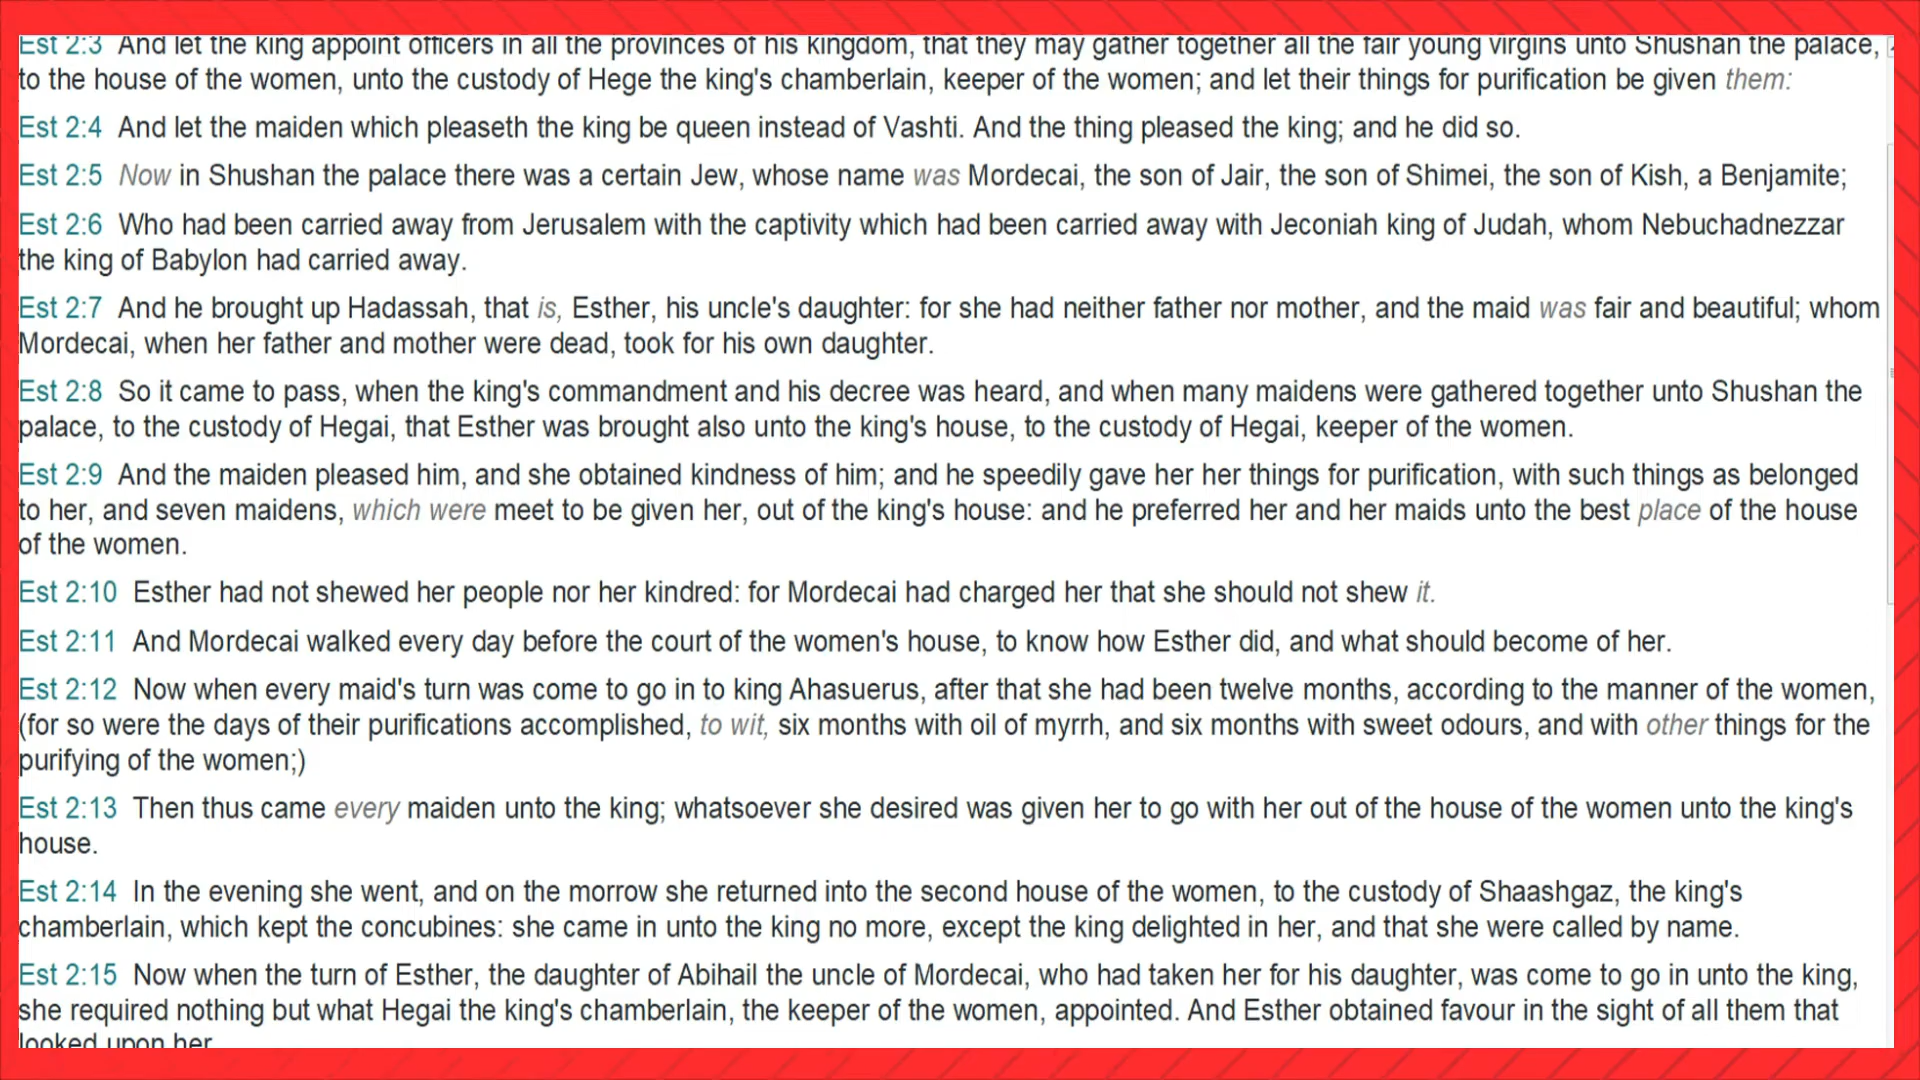 Est 2:3 And let the king appoint officers in all the provinces of his kingdom, that they may gather together all the fair young virgins unto Shushan the palace,
to the house of the women, unto the custody of Hege the king's chamberlain, keeper of the women; and let their things for purification be given them:
Est 2:4 And let the maiden which pleaseth the king be queen instead of Vashti. And the thing pleased the king; and he did so.
Est 2:5 Now in Shushan the palace there was a certain Jew, whose name was Mordecai, the son of Jair, the son of Shimei, the son of Kish, a Benjamite;
Est 2:6 Who had been carried away from Jerusalem with the captivity which had been carried away with Jeconiah king of Judah, whom Nebuchadnezzar
the king of Babylon had carried away.
Est 2:7 And he brought up Hadassah, that is, Esther, his uncle's daughter: for she had neither father nor mother, and the maid was fair and beautiful; whom
Mordecai, when her father and mother were dead, took for his own daughter.
Est 2:8 So it came to pass, when the king's commandment and his decree was heard, and when many maidens were gathered together unto Shushan the
palace, to the custody of Hegai, that Esther was brought also unto the king's house, to the custody of Hegai, keeper of the women.
Est 2:9 And the maiden pleased him, and she obtained kindness of him; and he speedily gave her her things for purification, with such things as belonged
to her, and seven maidens, which were meet to be given her, out of the king's house: and he preferred her and her maids unto the best place of the house
of the women.
Est 2:10 Esther had not shewed her people nor her kindred: for Mordecai had charged her that she should not shew it.
Est 2:11 And Mordecai walked every day before the court of the women's house, to know how Esther did, and what should become of her.
Est 2:12 Now when every maid's turn was come to go in to king Ahasuerus, after that she had been twelve months, according to the manner of the women,
(for so were the days of their purifications accomplished, to wit, six months with oil of myrrh, and six months with sweet odours, and with other things for the
purifying of the women;)
Est 2:13 Then thus came every maiden unto the king; whatsoever she desired was given her to go with her out of the house of the women unto the king's
house.
Est 2:14 In the evening she went, and on the morrow she returned into the second house of the women, to the custody of Shaashgaz, the king's
chamberlain, which kept the concubines: she came in unto the king no more, except the king delighted in her, and that she were called by name.
Est 2:15 Now when the turn of Esther, the daughter of Abihail the uncle of Mordecai, who had taken her for his daughter, was come to go in unto the king,
she required nothing but what Hegai the king's chamberlain, the keeper of the women, appointed. And Esther obtained favour in the sight of all them that
looked upon her.